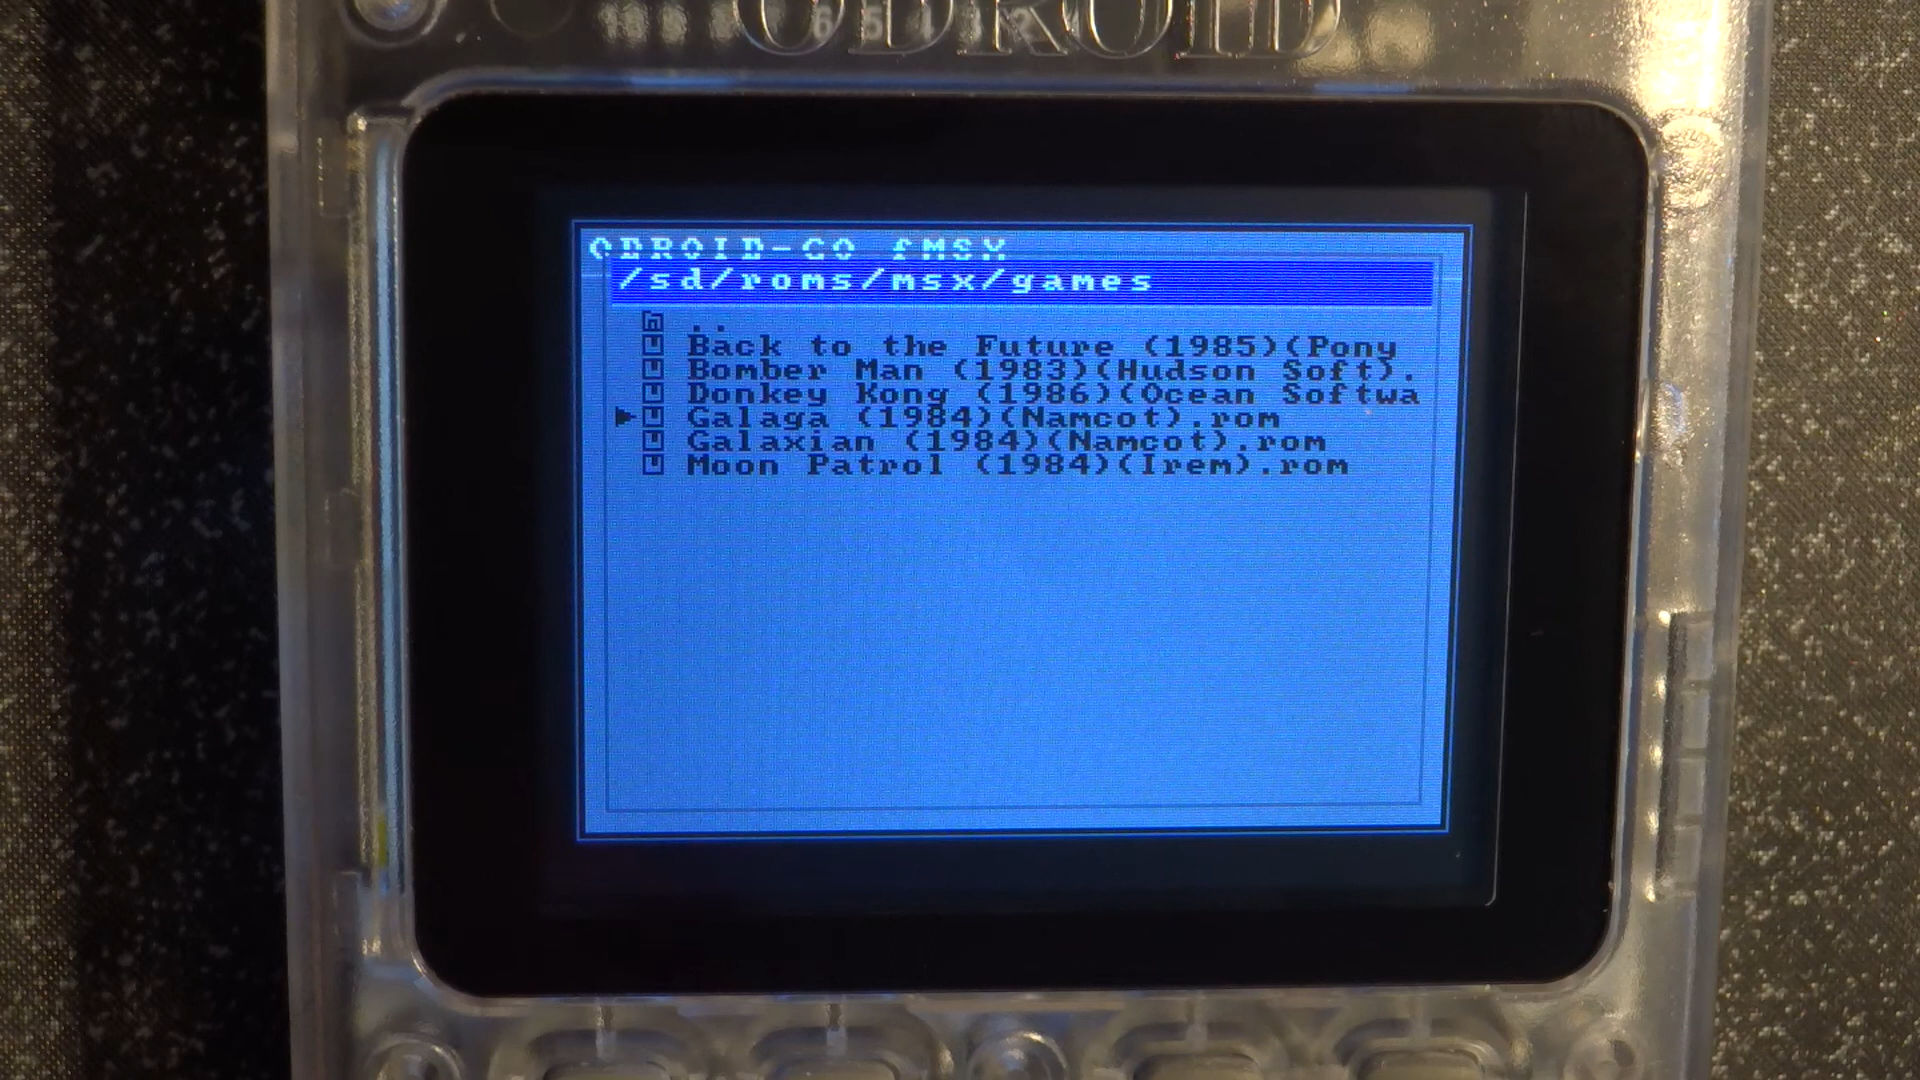 ODROID
ODROID-GO fMSX
/sd/roms/msx/games
..
Back to the Future (1985)(Pony
Bomber Man (1983)(Hudson Soft).
Donkey Kong (1986)(Ocean Softwa
Galaga (1984)(Namcot).rom
Galaxian (1984)(Namcot).rom
Moon Patrol (1984)(Irem).rom